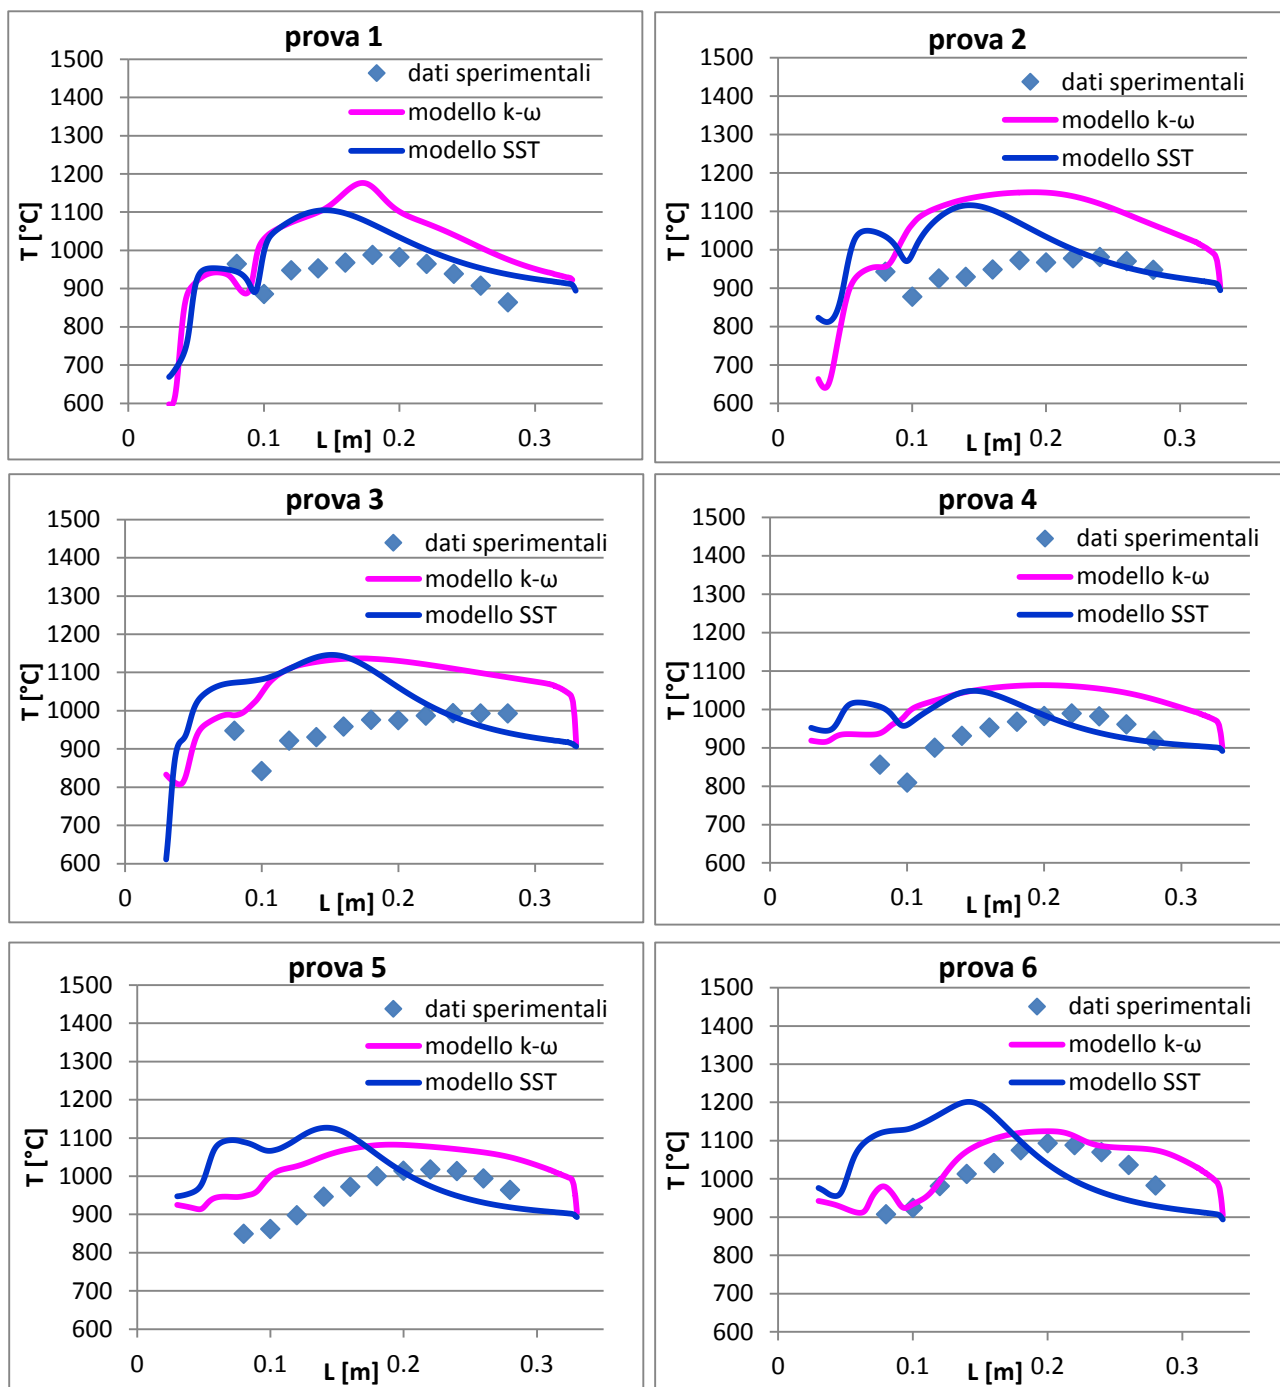 prova 1
1500
1400
1300
1200
1100
1000
900
800
700
600
T [°C]
dati sperimentali
modello k-ω
modello SST
0 0.1 0.2 0.3
L [m]
prova 2
1500
1400
1300
1200
1100
1000
900
800
700
600
T [°C]
dati sperimentali
modello k-ω
modello SST
0 0.1 0.2 0.3
L [m]
prova 3
1500
1400
1300
1200
1100
1000
900
800
700
600
T [°C]
dati sperimentali
modello k-ω
modello SST
0 0.1 0.2 0.3
L [m]
prova 4
1500
1400
1300
1200
1100
1000
900
800
700
600
T [°C]
dati sperimentali
modello k-ω
modello SST
0 0.1 0.2 0.3
L [m]
prova 5
1500
1400
1300
1200
1100
1000
900
800
700
600
T [°C]
dati sperimentali
modello k-ω
modello SST
0 0.1 0.2 0.3
L [m]
prova 6
1500
1400
1300
1200
1100
1000
900
800
700
600
T [°C]
dati sperimentali
modello k-ω
modello SST
0 0.1 0.2 0.3
L [m]